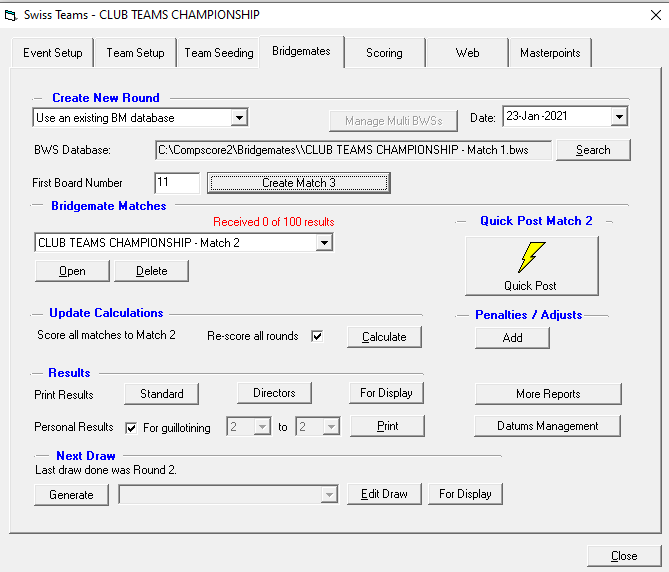 Swiss Teams - CLUB TEAMS CHAMPIONSHIP
Event Setup Team Setup Team Seeding Bridgemates Scoring Web Masterpoints
Create New Round
Use an existing BM database Manage Multi BWSs Date: 23-Jan-2021
BWS Database: C:\Compscore2\Bridgemates\\CLUB TEAMS CHAMPIONSHIP - Match 1.bws Search
First Board Number 11 Create Match 3
Bridgemate Matches Quick Post Match 2
Received 0 of 100 results
CLUB TEAMS CHAMPIONSHIP - Match 2
Open Delete Quick Post
Update Calculations Penalties / Adjusts
Score all matches to Match 2 Re-score all rounds Calculate Add
Results
Print Results Standard Directors For Display More Reports
Personal Results For guillotining 2 to 2 Print Datums Management
Next Draw
Last draw done was Round 2.
Generate Edit Draw For Display
Close